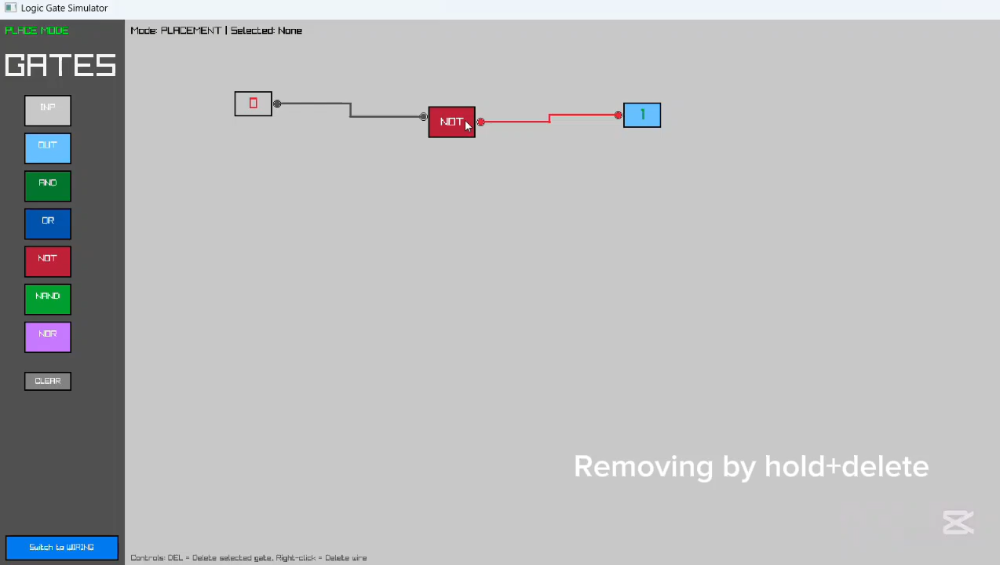 Logic Gate Simulator
PLACE MODE
Mode: PLACEMENT | Selected: None
GATES
INP
OUT
AND
OR
NOT
NAND
NOR
CLEAR
0
NOT
1
Removing by hold+delete
Switch to WIRING
Controls: DEL = Delete selected gate, Right-click = Delete wire